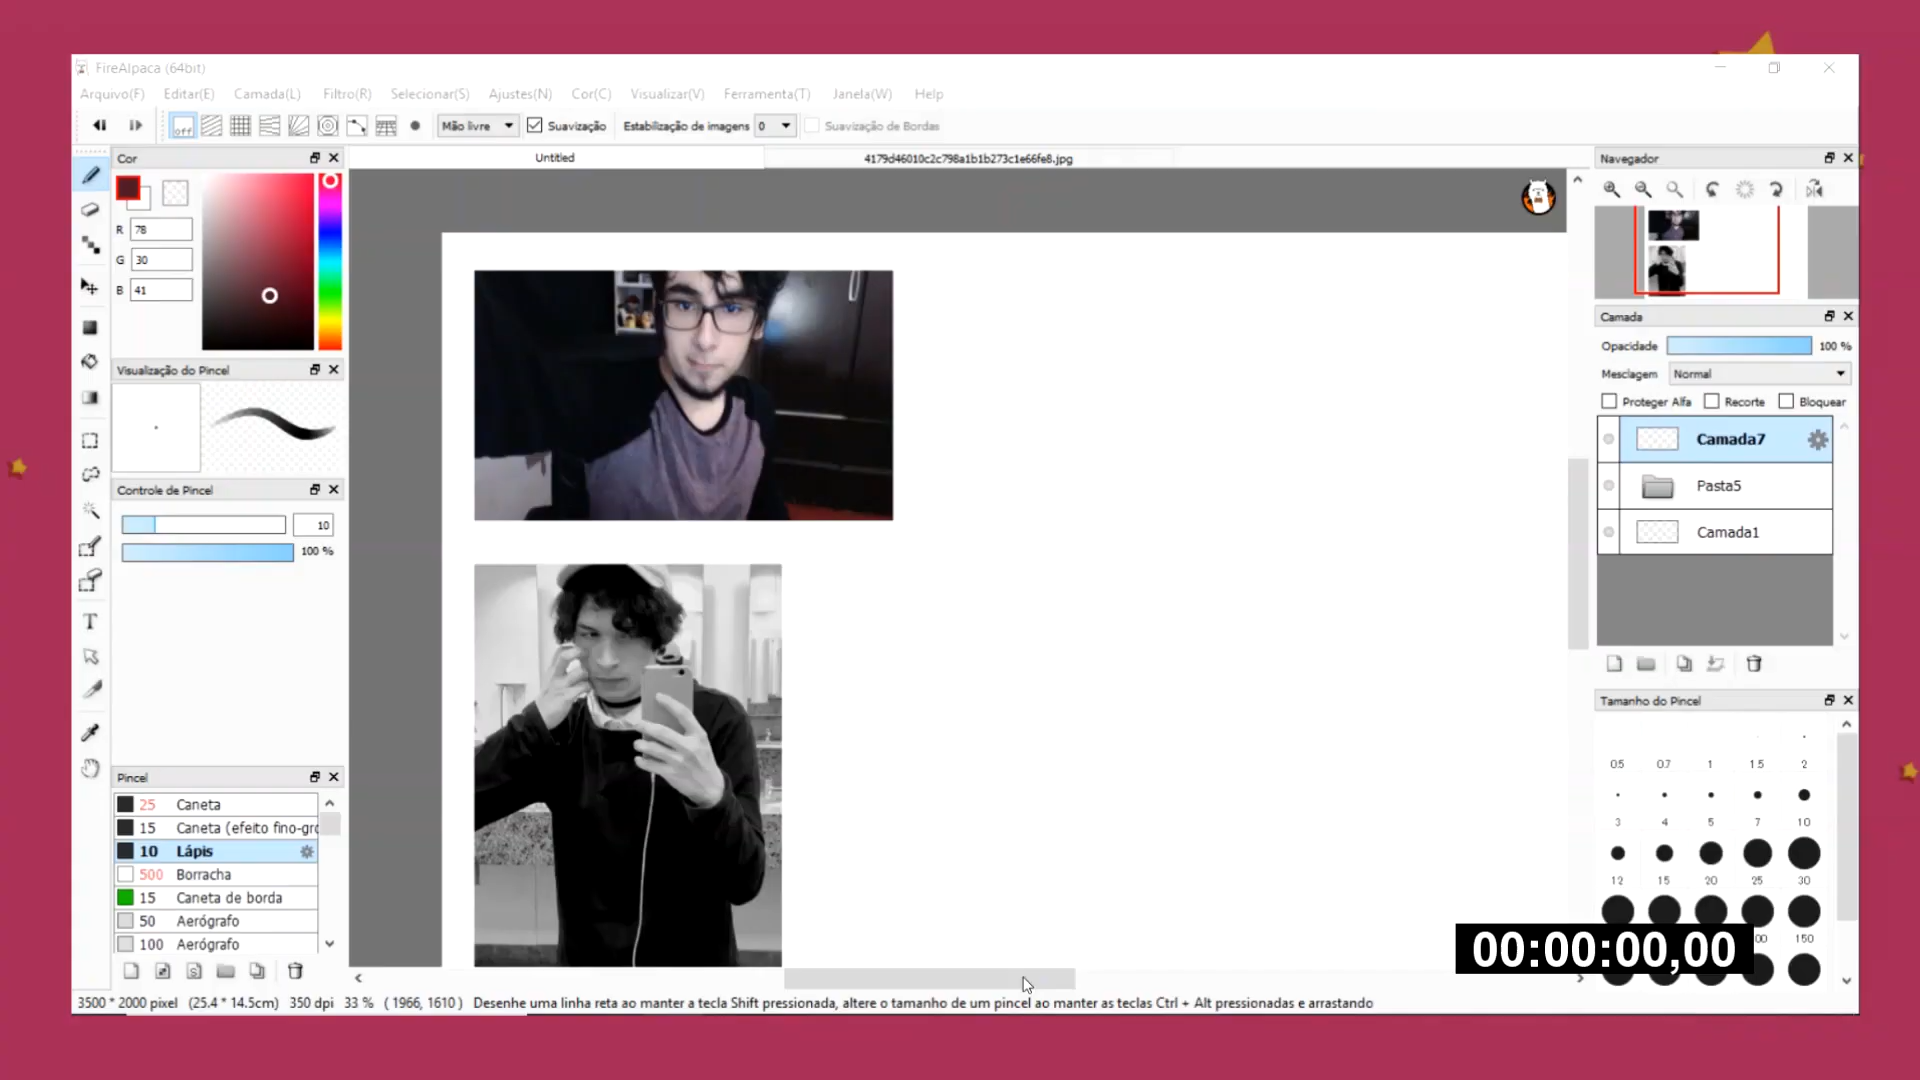 FireAlpaca (64bit)
Arquivo(F) Editar(E) Camada(L) Filtro(R) Selecionar(S) Ajustes(N) Cor(C) Visualizar(V) Ferramenta(T) Janela(W) Help
off Mão livre Suavização Estabilização de imagens 0 Suavização de Bordas
Cor
Untitled
4179d46010c2c798a1b1b273c1e66fe8.jpg
Navegador
R 78
G 30
B 41
Camada
Opacidade 100 %
Mesclagem Normal
Proteger Alfa Recorte Bloquear
Camada7
Pasta5
Camada1
Visualização do Pincel
Controle de Pincel
10
100 %
Tamanho do Pincel
0.5 0.7 1 1.5 2
3 4 5 7 10
12 15 20 25 30
00 150
Pincel
25 Caneta
15 Caneta (efeito fino-gro
10 Lápis
500 Borracha
15 Caneta de borda
50 Aerógrafo
100 Aerógrafo
00:00:00,00
3500 * 2000 pixel (25.4 * 14.5cm) 350 dpi 33 % ( 1966, 1610 ) Desenhe uma linha reta ao manter a tecla Shift pressionada, altere o tamanho de um pincel ao manter as teclas Ctrl + Alt pressionadas e arrastando